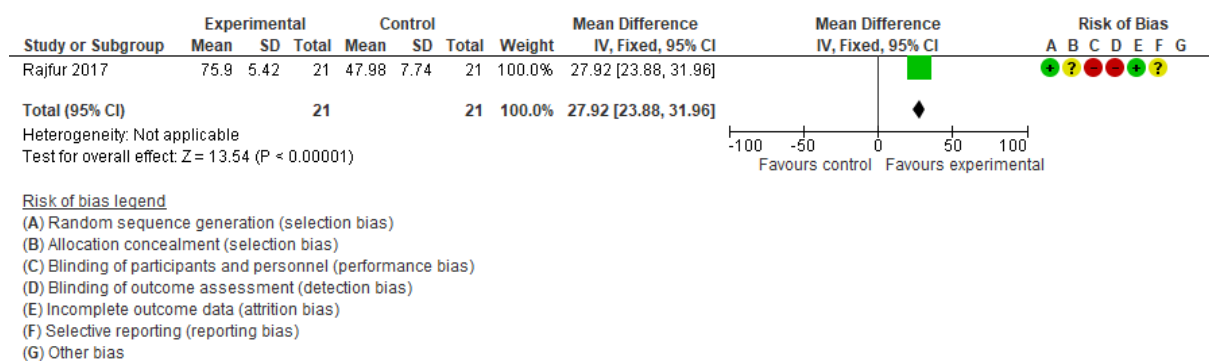 Experimental Control Mean Difference Mean Difference Risk of Bias
Study or Subgroup Mean SD Total Mean SD Total Weight IV, Fixed, 95% CI IV, Fixed, 95% CI A B C D E F G
Rajfur 2017 75.9 5.42 21 47.98 7.74 21 100.0% 27.92 [23.88, 31.96] + ? - - + ?
Total (95% CI) 21 21 100.0% 27.92 [23.88, 31.96]
Heterogeneity: Not applicable
Test for overall effect: Z = 13.54 (P < 0.00001)
-100 -50 0 50 100
Favours control Favours experimental
Risk of bias legend
(A) Random sequence generation (selection bias)
(B) Allocation concealment (selection bias)
(C) Blinding of participants and personnel (performance bias)
(D) Blinding of outcome assessment (detection bias)
(E) Incomplete outcome data (attrition bias)
(F) Selective reporting (reporting bias)
(G) Other bias